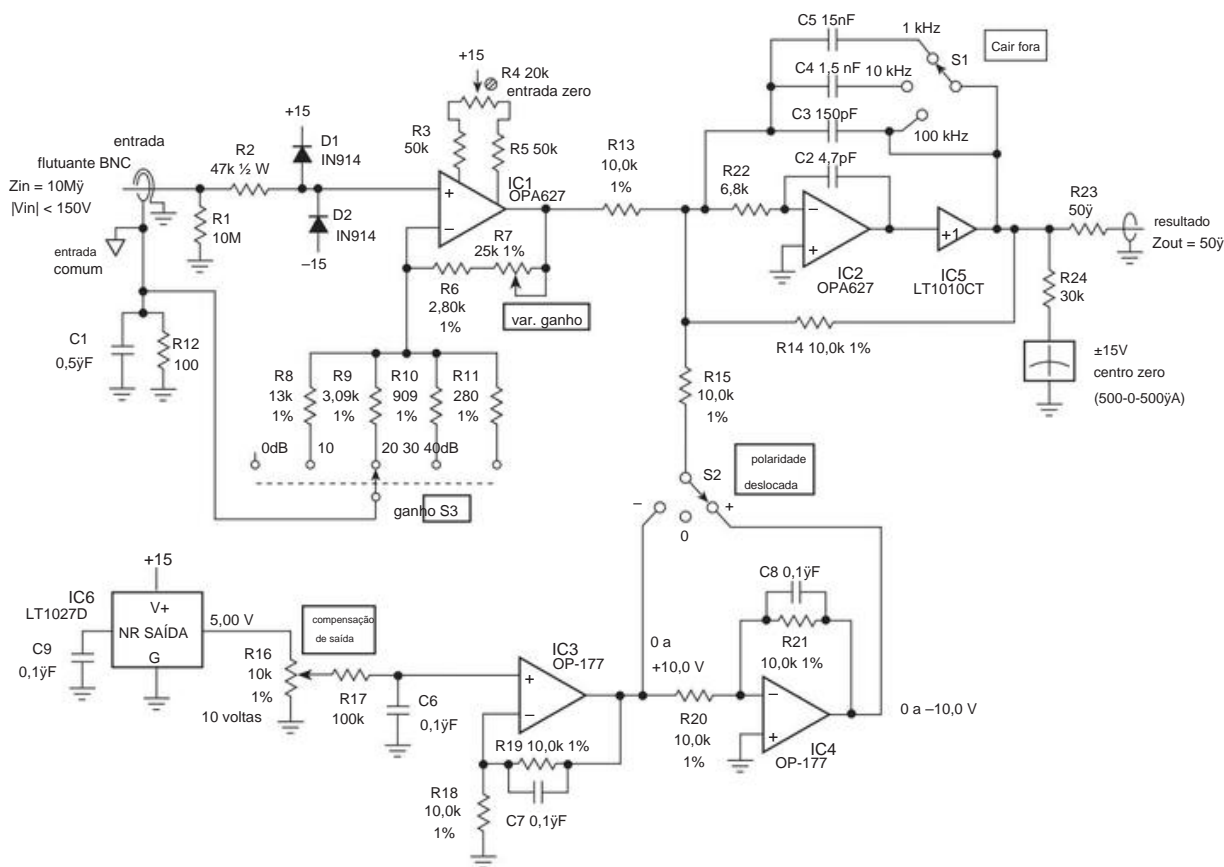 C5 15nF
1 kHz
Cair fora
S1
C4 1,5 nF
10 kHz
C3 150pF
100 kHz
C2 4,7pF
+15
R4 20k
entrada zero
+15
entrada
flutuante BNC
Zin = 10Mÿ
|Vin| < 150V
R2
47k ½ W
D1
IN914
R3
50k
R5 50k
IC1
OPA627
R13
10,0k
1%
R22
6,8k
R1
10M
D2
IN914
–15
entrada
comum
+
–
R7
25k 1%
R6
2,80k
1%
var. ganho
–
+
IC2
OPA627
+1
IC5
LT1010CT
R23
50ÿ
resultado
Zout = 50ÿ
R24
30k
R14 10,0k 1%
±15V
centro zero
(500-0-500ÿA)
C1
0,5ÿF
R12
100
R8
13k
1%
R9
3,09k
1%
R10
909
1%
R11
280
1%
R15
10,0k
1%
0dB
10
20 30 40dB
ganho S3
S2
polaridade
deslocada
–
0
+
+15
IC6
LT1027D
V+
NR SAÍDA
G
5,00 V
C9
0,1ÿF
R16
10k
1%
10 voltas
compensação
de saída
R17
100k
C6
0,1ÿF
IC3
OP-177
+
–
0 a
+10,0 V
R19 10,0k 1%
C7 0,1ÿF
R18
10,0k
1%
R20
10,0k
1%
C8 0,1ÿF
R21
10,0k 1%
–
+
IC4
OP-177
0 a –10,0 V